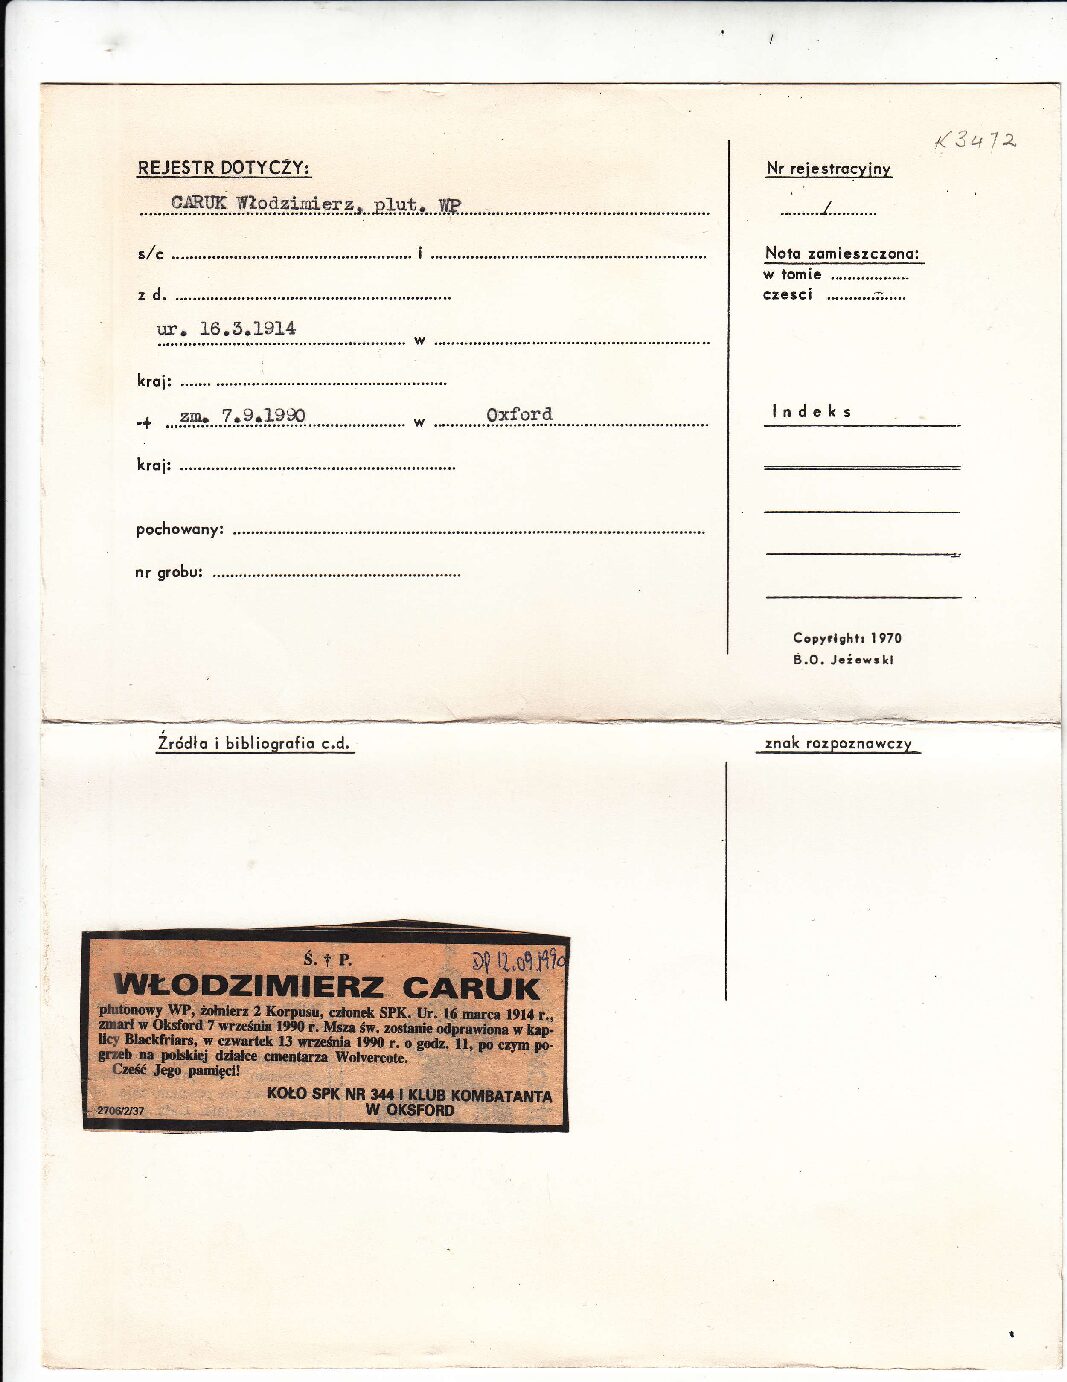 K3472
REJESTR DOTYCZY:
CARUK Włodzimierz, plut. WP
s/c ........ i ........
z d. ........
ur. 16.3.1914 ........ w ........
kraj: ........
+ zm. 7.9.1990 ........ w Oxford
kraj: ........
pochowany: ........
nr grobu: ........
Nr rejestracyjny
......../........
Nota zamieszczona:
w tomie ........
czesci ........
Indeks
Copyright: 1970
B.O. Jeżewski
Źródła i bibliografia c.d.
znak rozpoznawczy
Ś. † P.
DP 12.09.1990
WŁODZIMIERZ CARUK
plutonowy WP, żołnierz 2 Korpusu, członek SPK. Ur. 16 marca 1914 r.,
zmarł w Oksford 7 września 1990 r. Msza św. zostanie odprawiona w kap-
licy Blackfriars, w czwartek 13 września 1990 r. o godz. 11, po czym po-
grzeb na polskiej działce cmentarza Wolvercote.
Cześć Jego pamięci!
KOŁO SPK NR 344 I KLUB KOMBATANTA
W OKSFORD
2706/2/37